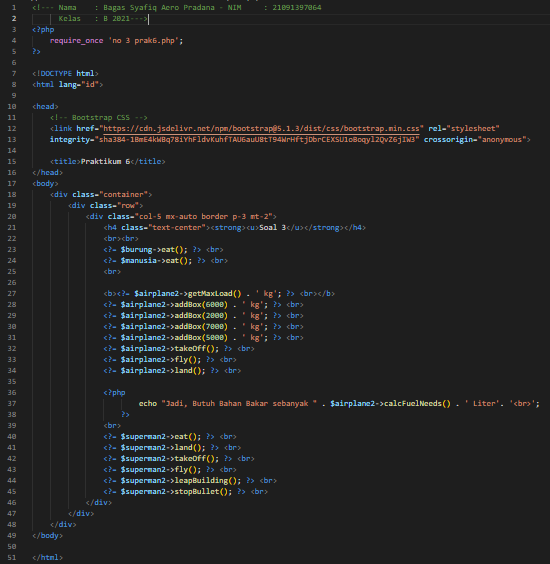 1 <!--- Nama : Bagas Syafiq Aero Pradana - NIM : 21091397064
2 Kelas : B 2021--->
3 <?php
4 require_once 'no 3 prak6.php';
5 ?>
6
7 <!DOCTYPE html>
8 <html lang="id">
9
10 <head>
11 <!-- Bootstrap CSS -->
12 <link href="https://cdn.jsdelivr.net/npm/bootstrap@5.1.3/dist/css/bootstrap.min.css" rel="stylesheet"
13 integrity="sha384-1BmE4kWBq78iYhFldvKuhfTAU6auU8tT94WrHftjDbrCEXSU1oBoqyl2QvZ6jIW3" crossorigin="anonymous">
14
15 <title>Praktikum 6</title>
16 </head>
17 <body>
18 <div class="container">
19 <div class="row">
20 <div class="col-5 mx-auto border p-3 mt-2">
21 <h4 class="text-center"><strong><u>Soal 3</u></strong></h4>
22 <br><br>
23 <?= $burung->eat(); ?> <br>
24 <?= $manusia->eat(); ?> <br>
25 <br>
26
27 <b><?= $airplane2->getMaxLoad() . ' kg'; ?> <br></b>
28 <?= $airplane2->addBox(6000) . ' kg'; ?> <br>
29 <?= $airplane2->addBox(2000) . ' kg'; ?> <br>
30 <?= $airplane2->addBox(7000) . ' kg'; ?> <br>
31 <?= $airplane2->addBox(5000) . ' kg'; ?> <br>
32 <?= $airplane2->takeOff(); ?> <br>
33 <?= $airplane2->fly(); ?> <br>
34 <?= $airplane2->land(); ?> <br>
35
36 <?php
37 echo "Jadi, Butuh Bahan Bakar sebanyak " . $airplane2->calcFuelNeeds() . ' Liter'. '<br>';
38 ?>
39 <br>
40 <?= $superman2->eat(); ?> <br>
41 <?= $superman2->land(); ?> <br>
42 <?= $superman2->takeOff(); ?> <br>
43 <?= $superman2->fly(); ?> <br>
44 <?= $superman2->leapBuilding(); ?> <br>
45 <?= $superman2->stopBullet(); ?> <br>
46 </div>
47 </div>
48 </div>
49 </body>
50
51 </html>